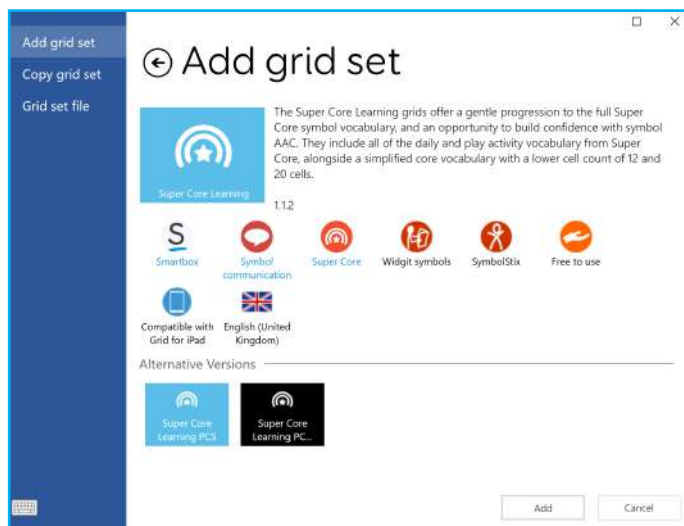 Add grid set
Copy grid set
Grid set file
Add grid set
The Super Core Learning grids offer a gentle progression to the full Super
Core symbol vocabulary, and an opportunity to build confidence with symbol
AAC. They include all of the daily and play activity vocabulary from Super
Core, alongside a simplified core vocabulary with a lower cell count of 12 and
20 cells.
Super Core Learning
1.1.2
S
Smartbox
Symbol
communication
Super Core
Widgit symbols
SymbolStix
Free to use
Compatible with
Grid for iPad
English (United
Kingdom)
Alternative Versions
Super Core
Learning PCS
Super Core
Learning PC...
Add
Cancel